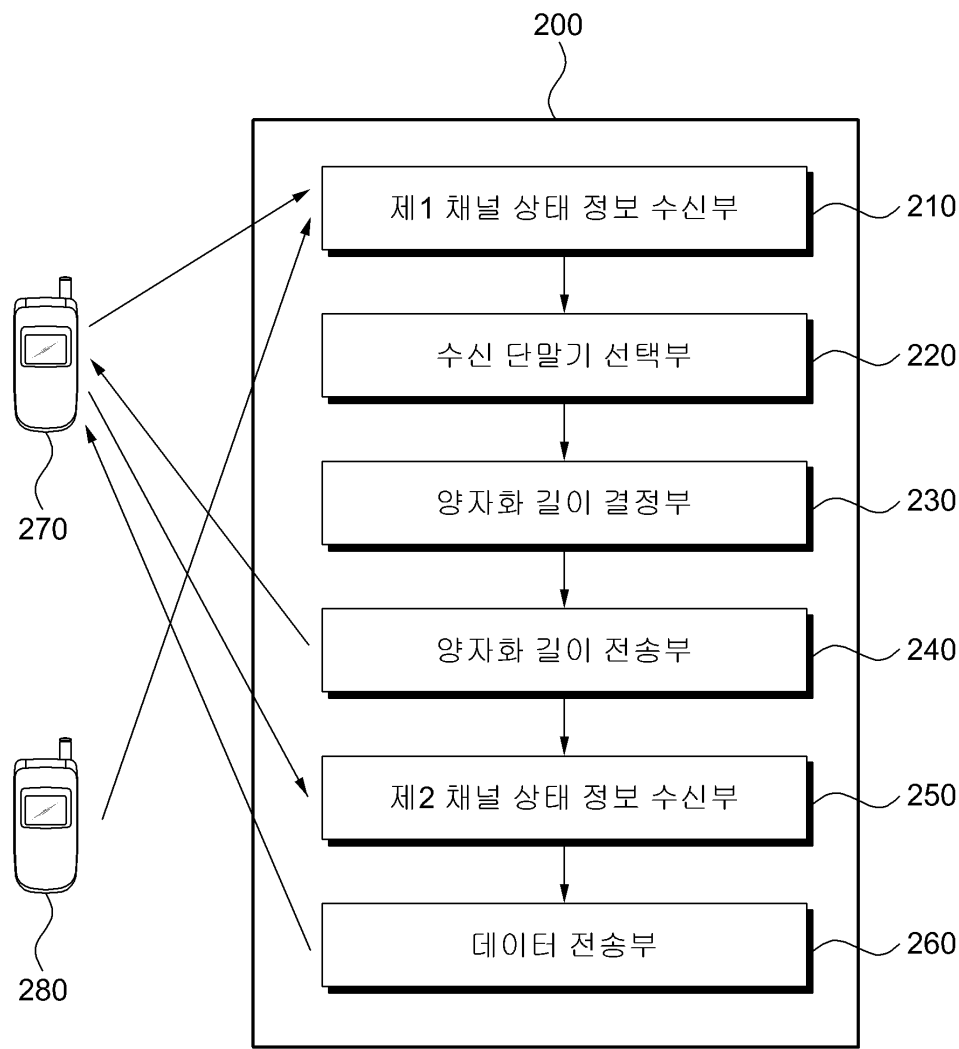 200
제1 채널 상태 정보 수신부
210
수신 단말기 선택부
220
270
양자화 길이 결정부
230
양자화 길이 전송부
240
제2 채널 상태 정보 수신부
250
데이터 전송부
260
280